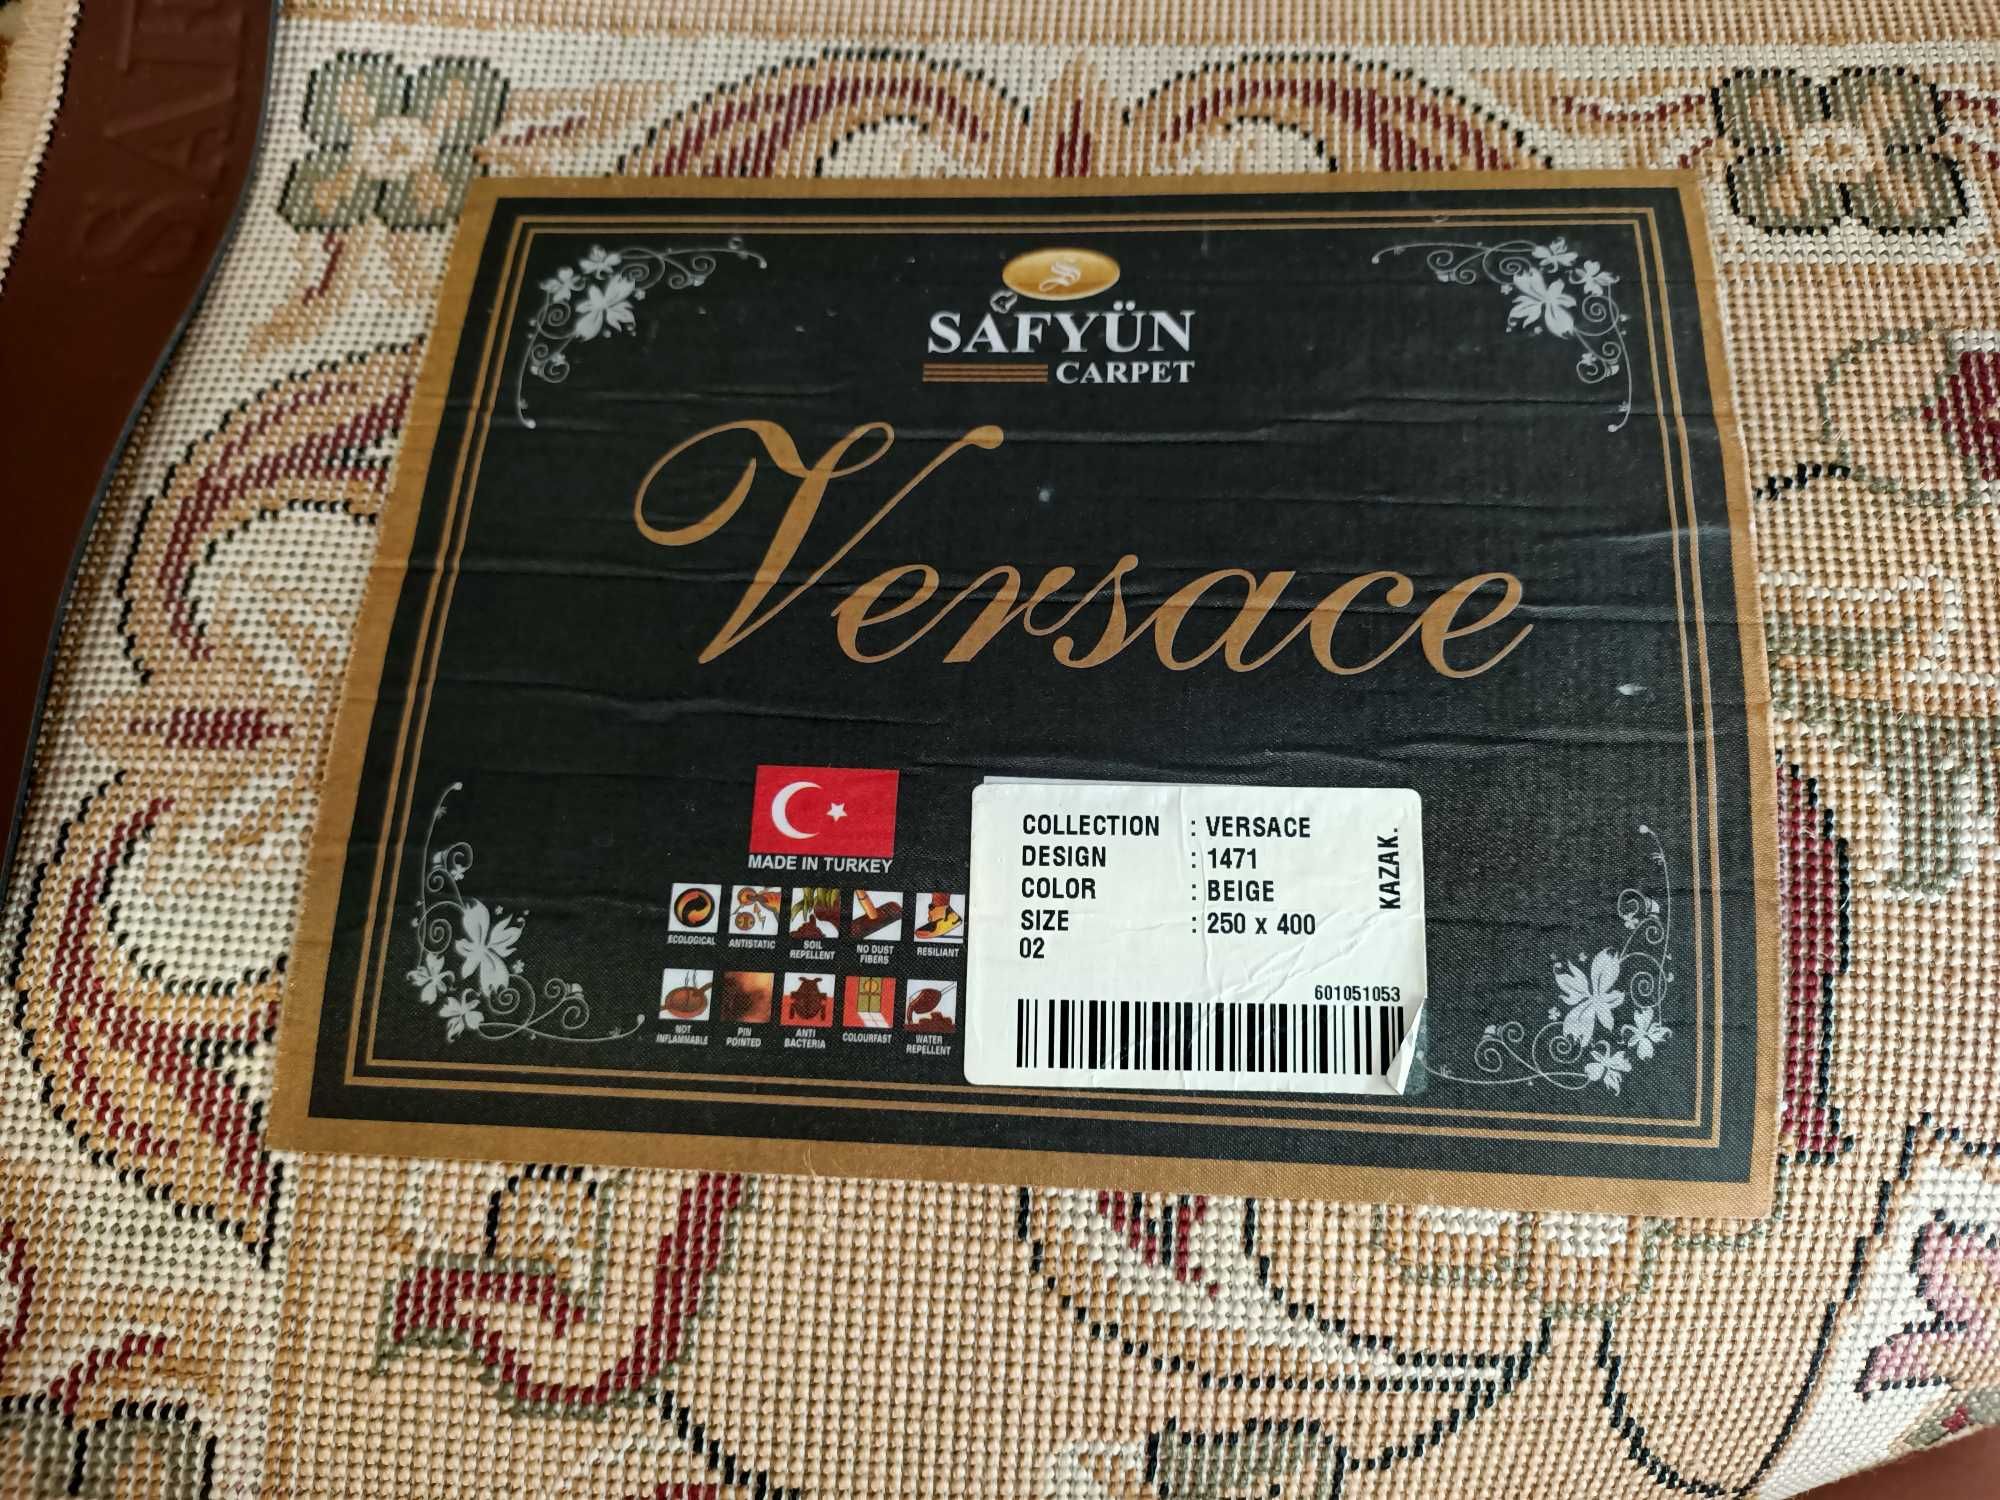 SAFYÜN
CARPET
Versace
MADE IN TURKEY
ECOLOGICAL
ANTISTATIC
SOIL
REPELLENT
NO DUST
FIBERS
RESILIANT
NOT
INFLAMMABLE
PIN
POINTED
ANTI
BACTERIA
COLOURFAST
WATER
REPELLENT
COLLECTION : VERSACE
DESIGN : 1471
COLOR : BEIGE
SIZE : 250 x 400
02
KAZAK.
601051053